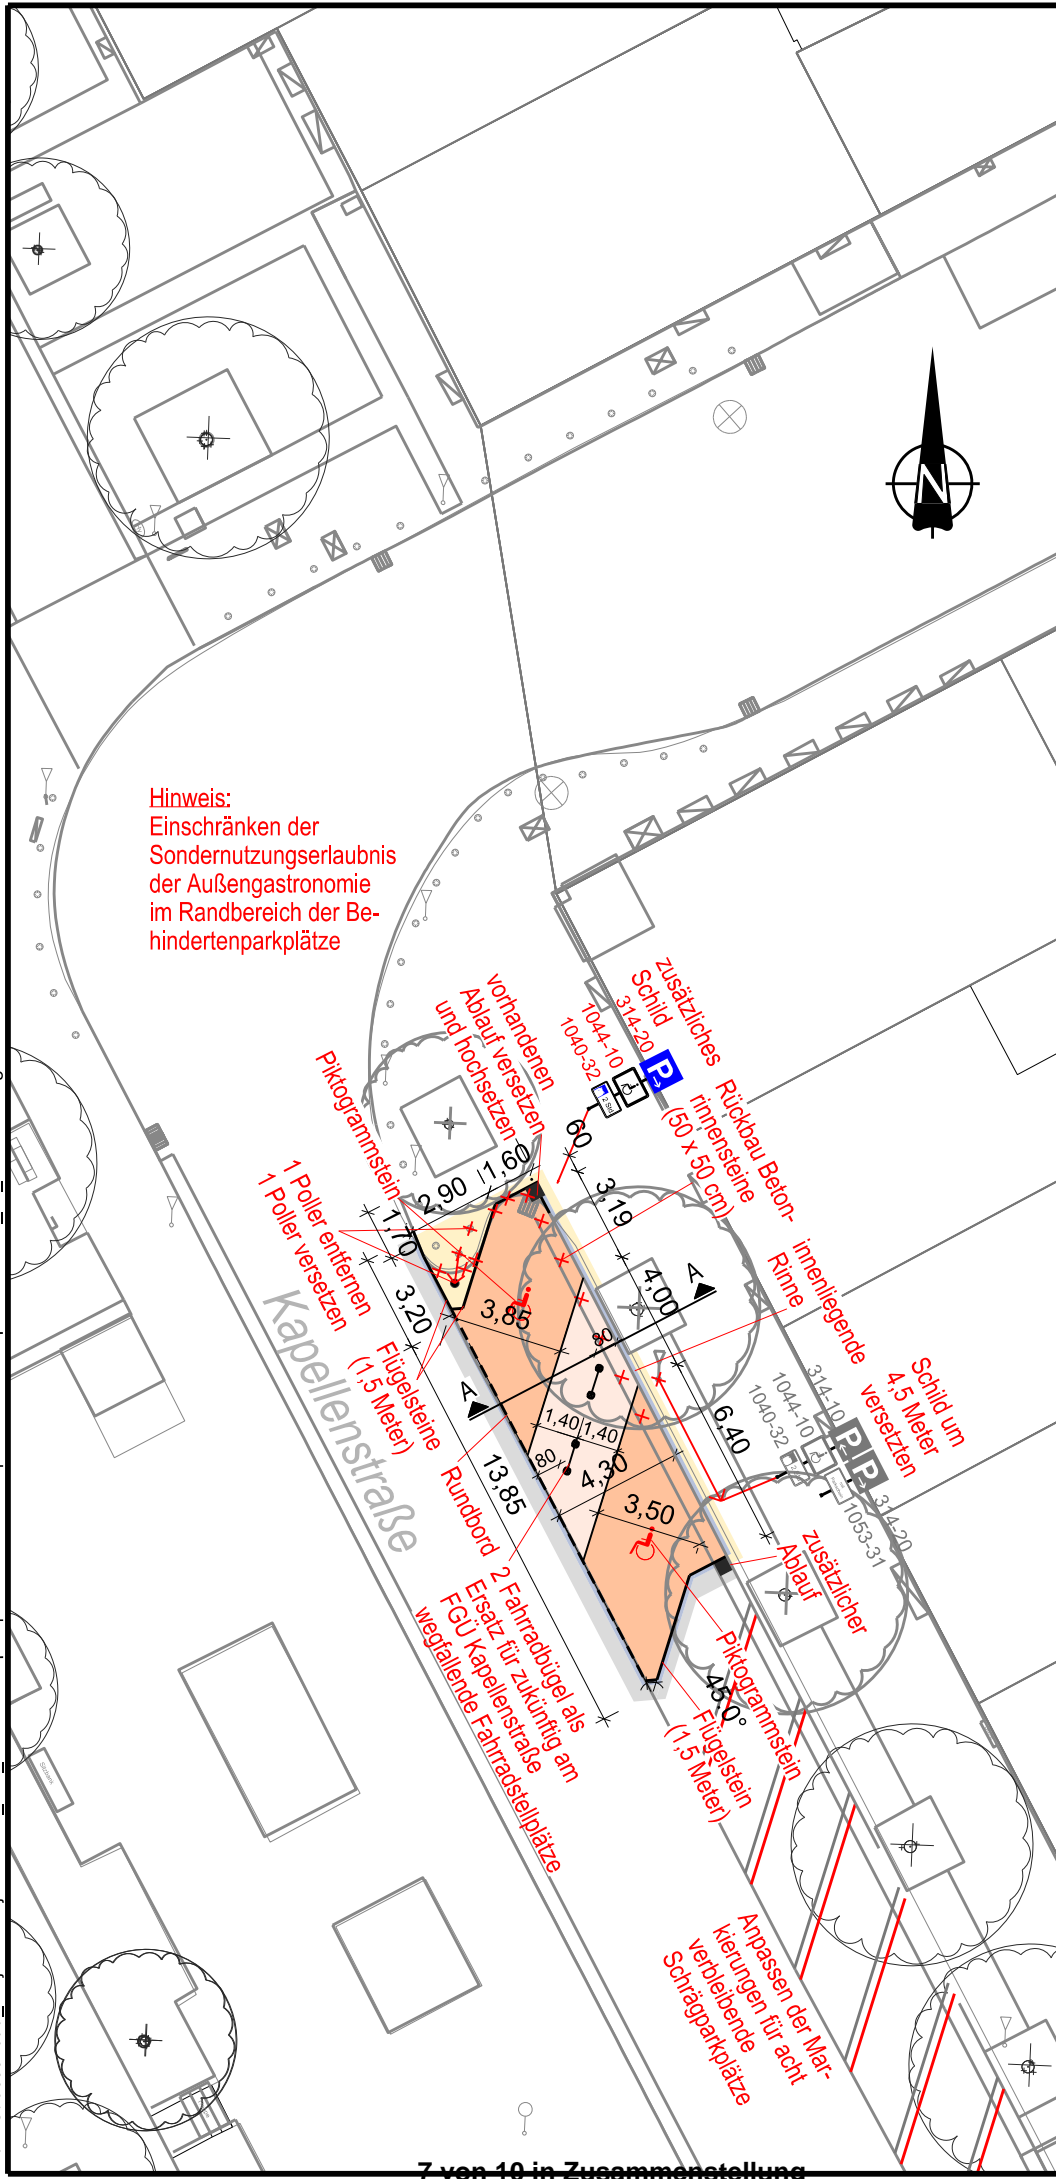 N
Hinweis:
Einschränken der
Sondernutzungserlaubnis
der Außengastronomie
im Randbereich der Be-
hindertenparkplätze
zusätzliches
Schild
314-20
1044-10
1040-32
P
2 Std.
vorhandenen
Ablauf versetzen
und hochsetzen
Piktogrammstein
1 Poller entfernen
1 Poller versetzen
Rückbau Beton-
rinnensteine
(50 x 50 cm)
innenliegende
Rinne
60
1,60
2,90
1,70
3,20
3,19
4,00
3,85
80
A
A
6,40
1,40
1,40
80
4,30
3,50
13,85
45,0°
Kapellenstraße
Flügelsteine
(1,5 Meter)
Rundbord
2 Fahrradbügel als
Ersatz für zukünftig am
FGÜ Kapellenstraße
wegfallende Fahrradstellplätze
Schild um
4,5 Meter
versetzten
314-10
1044-10
1040-32
P
P
314-20
1053-31
zusätzlicher
Ablauf
Piktogrammstein
Flügelstein
(1,5 Meter)
Anpassen der Mar-
kierungen für acht
verbleibende
Schrägparkplätze
7 von 10 in Zusammenstellung